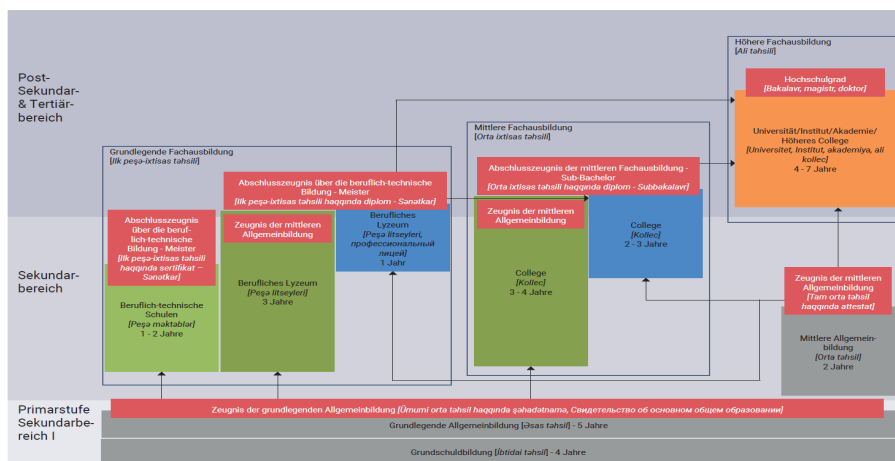 Post-
Sekundar-
& Tertiär-
bereich
Höhere Fachausbildung
[Ali təhsili]
Hochschulgrad
[Bakalavr, magistr, doktor]
Universität/Institut/Akademie/
Höheres College
[Universitet, Institut, akademiya, ali
kollec]
4 - 7 Jahre
Grundlegende Fachausbildung
[Ilk peşə-ixtisas təhsili]
Mittlere Fachausbildung
[Orta ixtisas təhsili]
Abschlusszeugnis über die beruflich-technische
Bildung - Meister
[Ilk peşə-ixtisas təhsili haqqında diplom - Sənətkar]
Abschlusszeugnis der mittleren Fachausbildung -
Sub-Bachelor
[Orta ixtisas təhsili haqqında diplom - Subbakalavr]
Sekundar-
bereich
Abschlusszeugnis
über die beruf-
lich-technische
Bildung - Meister
[Ilk peşə-ixtisas təhsili
haqqında sertifikat –
Sənətkar]
Beruflich-technische
Schulen
[Peşə məktəblər]
1 - 2 Jahre
Zeugnis der mittleren
Allgemeinbildung
Berufliches Lyzeum
[Peşə litseyleri]
3 Jahre
Berufliches
Lyzeum
[Peşə litseyleri,
профессиональный
лицей]
1 Jahr
Zeugnis der mittleren
Allgemeinbildung
College
[Kollec]
3 - 4 Jahre
College
[Kollec]
2 - 3 Jahre
Zeugnis der mittleren
Allgemeinbildung
[Tam orta təhsil
haqqında attestat]
Mittlere Allgemein-
bildung
[Orta təhsil]
2 Jahre
Primarstufe
Sekundarbe-
reich I
Zeugnis der grundlegenden Allgemeinbildung [Ümumi orta təhsil haqqında şəhadətnamə, Свидетельство об основном общем образовании]
Grundlegende Allgemeinbildung [Əsas təhsil] - 5 Jahre
Grundschuldbildung [İbtidai təhsil] - 4 Jahre